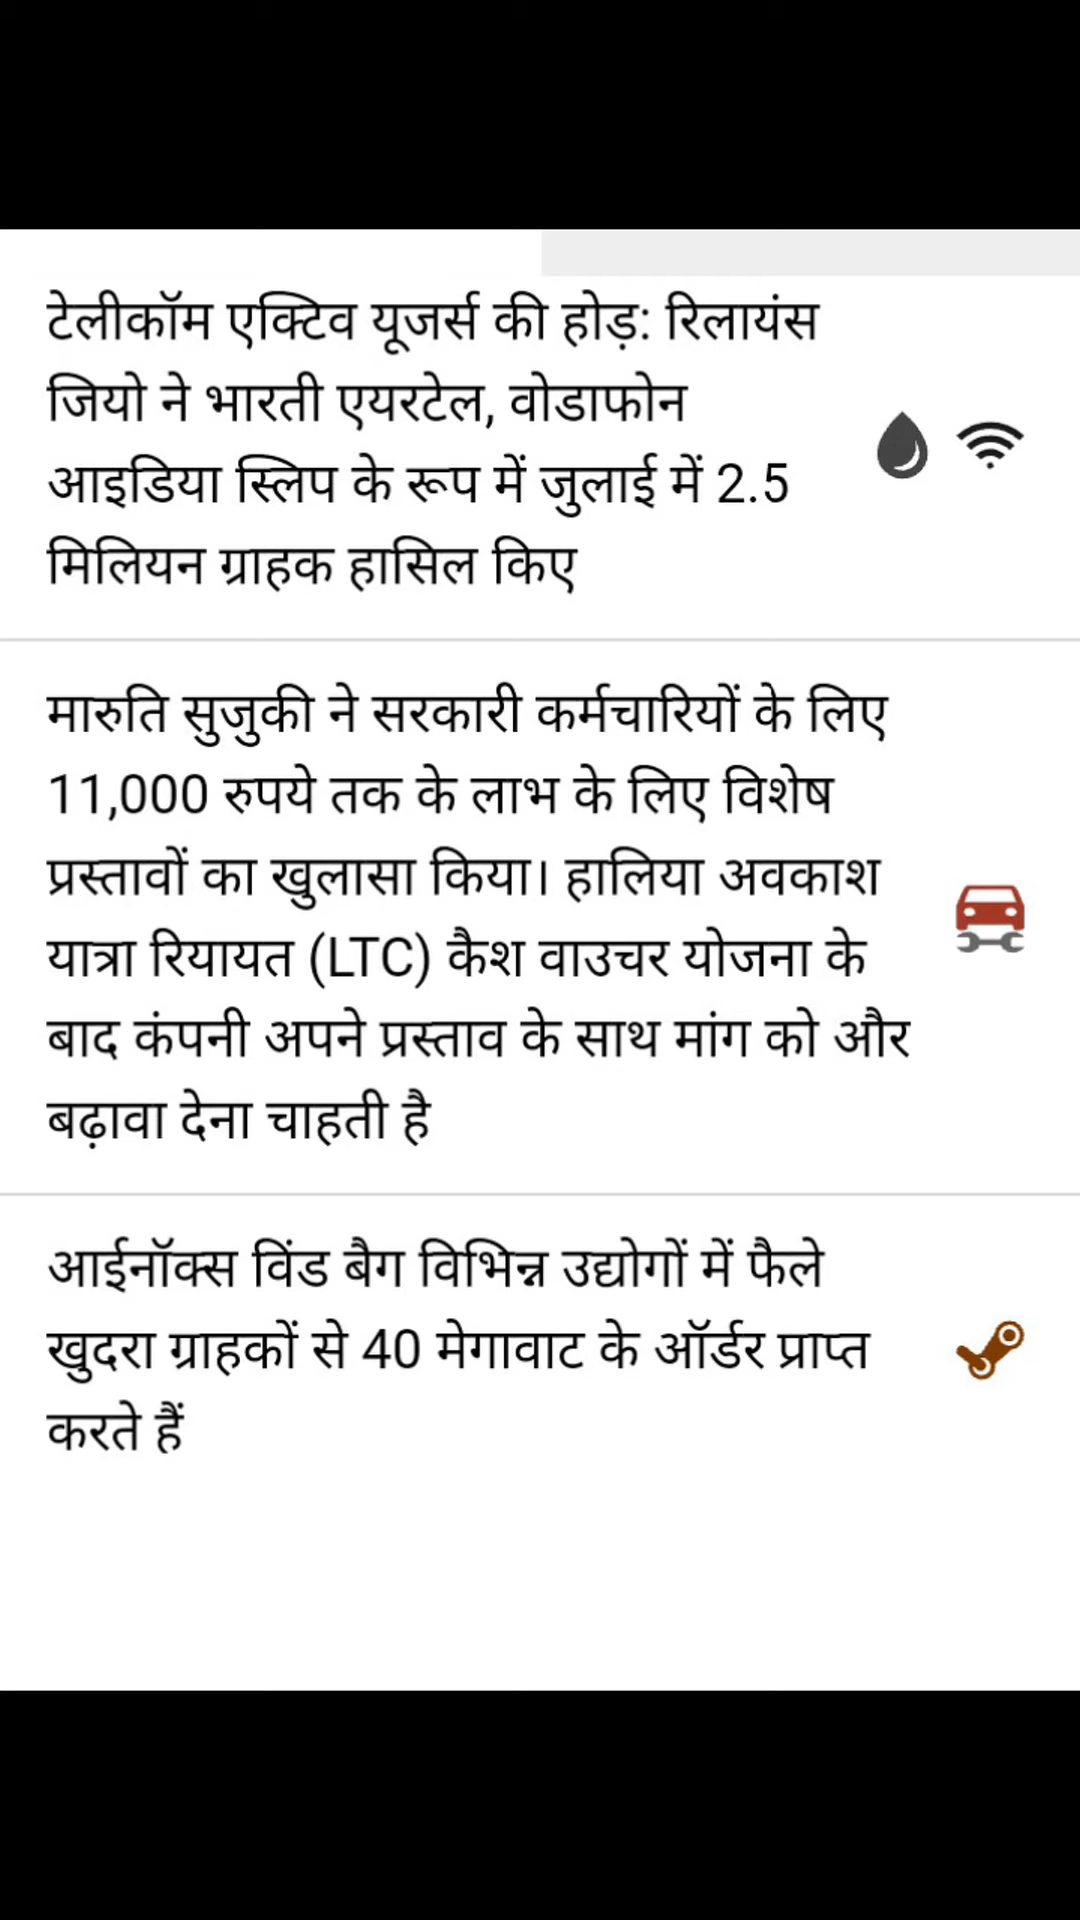 टेलीकॉम एक्टिव यूजर्स की होड़: रिलायंस
जियो ने भारती एयरटेल, वोडाफोन
आइडिया स्लिप के रूप में जुलाई में 2.5
मिलियन ग्राहक हासिल किए
मारुति सुजुकी ने सरकारी कर्मचारियों के लिए
11,000 रुपये तक के लाभ के लिए विशेष
प्रस्तावों का खुलासा किया। हालिया अवकाश
यात्रा रियायत (LTC) कैश वाउचर योजना के
बाद कंपनी अपने प्रस्ताव के साथ मांग को और
बढ़ावा देना चाहती है
आईनॉक्स विंड बैग विभिन्न उद्योगों में फैले
खुदरा ग्राहकों से 40 मेगावाट के ऑर्डर प्राप्त
करते हैं